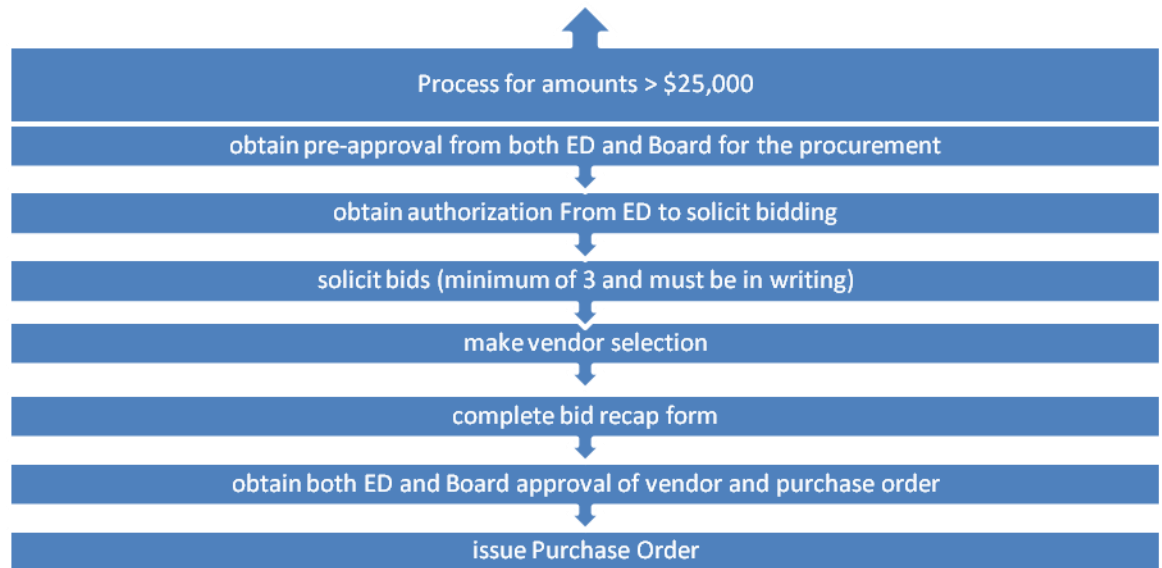 Process for amounts > $25,000
obtain pre-approval from both ED and Board for the procurement
obtain authorization From ED to solicit bidding
solicit bids (minimum of 3 and must be in writing)
make vendor selection
complete bid recap form
obtain both ED and Board approval of vendor and purchase order
issue Purchase Order